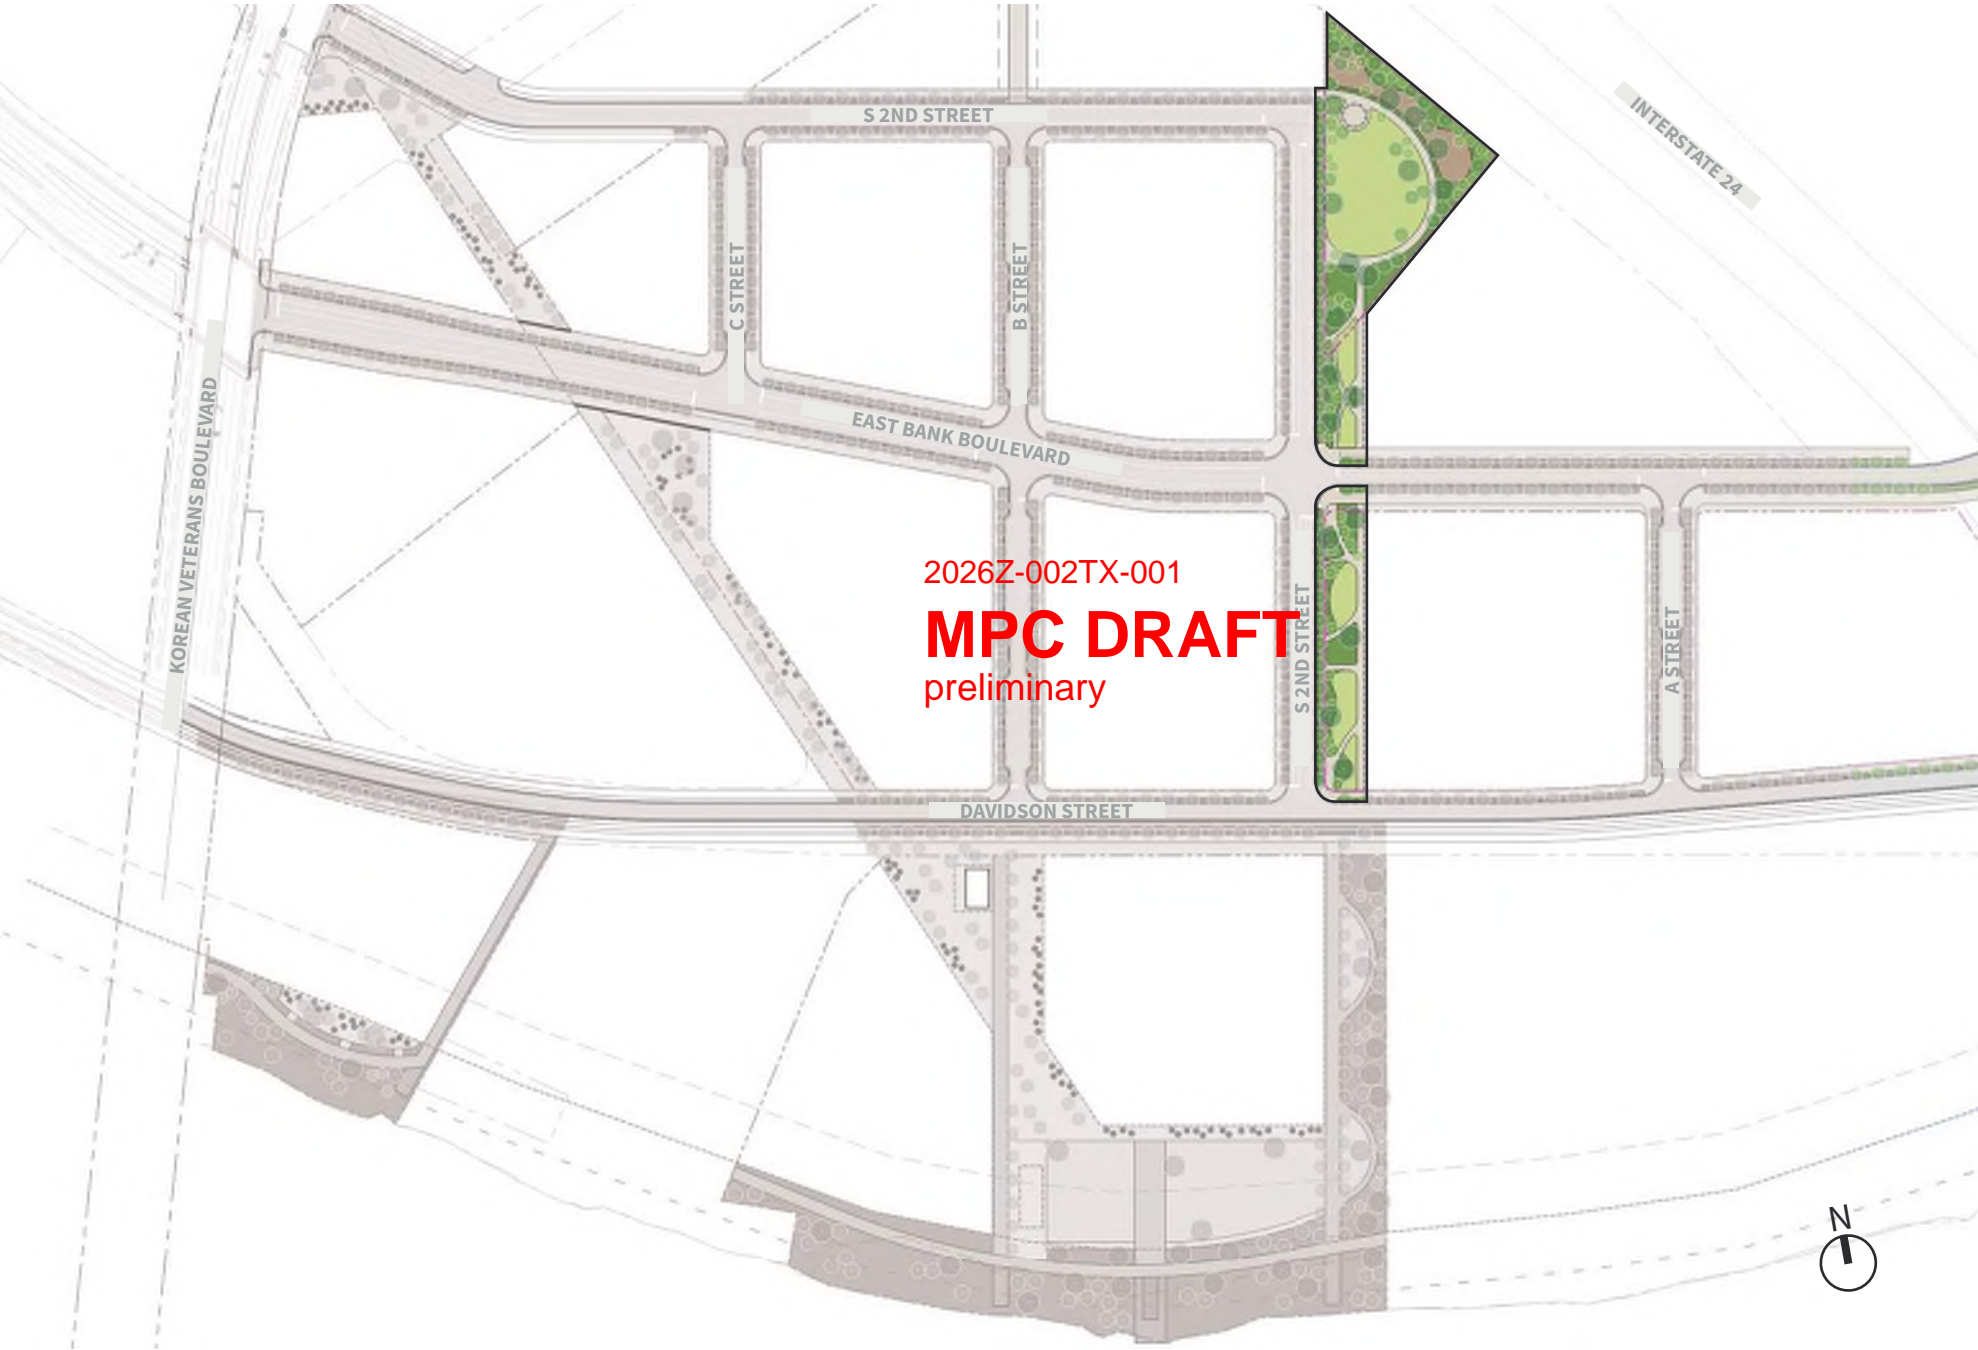 S 2ND STREET
INTERSTATE 24
C STREET
B STREET
KOREAN VETERANS BOULEVARD
EAST BANK BOULEVARD
2026Z-002TX-001
MPC DRAFT
preliminary
S 2ND STREET
A STREET
DAVIDSON STREET
N